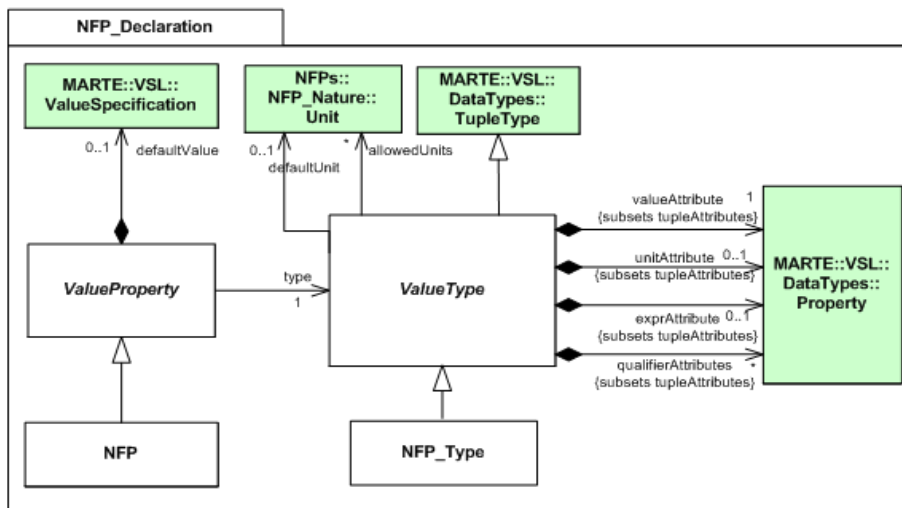 NFP_Declaration
MARTE::VSL::
ValueSpecification
NFPs::
NFP_Nature::
Unit
MARTE::VSL::
DataTypes::
TupleType
0..1
defaultValue
0..1
defaultUnit
*
allowedUnits
valueAttribute
1
{subsets tupleAttributes}
unitAttribute
0..1
{subsets tupleAttributes}
exprAttribute
0..1
{subsets tupleAttributes}
qualifierAttributes
*
{subsets tupleAttributes}
MARTE::VSL::
DataTypes::
Property
ValueProperty
type
1
ValueType
NFP
NFP_Type